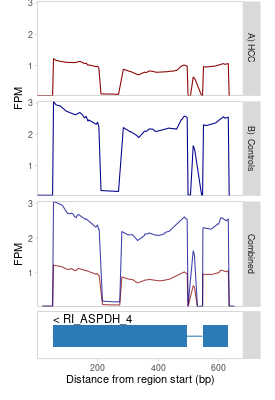 3
2
1
FPM
A) HCC
3
2
1
FPM
B) Controls
3
2
1
FPM
Combined
< RI_ASPDH_4
200 400 600
Distance from region start (bp)